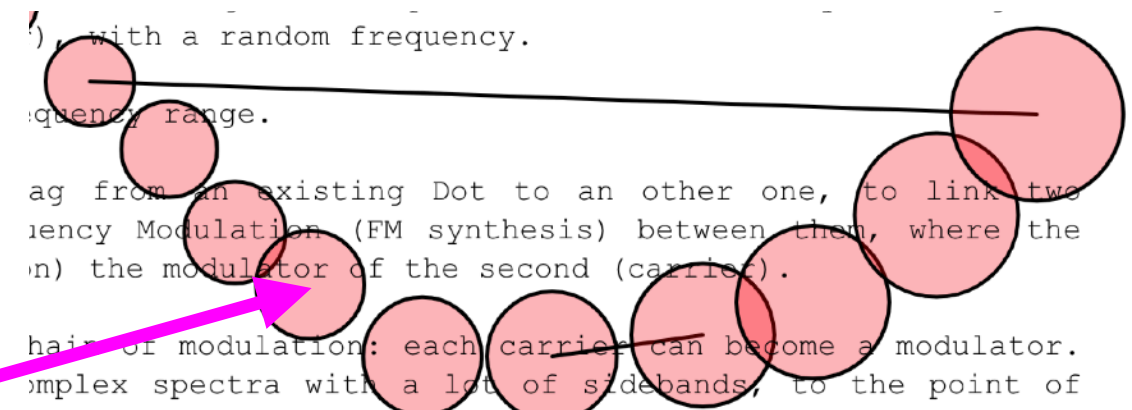 ), with a random frequency.
equency range.
ag from an existing Dot to an other one, to link two
uency Modulation (FM synthesis) between them, where the
on) the modulator of the second (carrier).
hain of modulation: each carrier can become a modulator.
omplex spectra with a lot of sidebands, to the point of